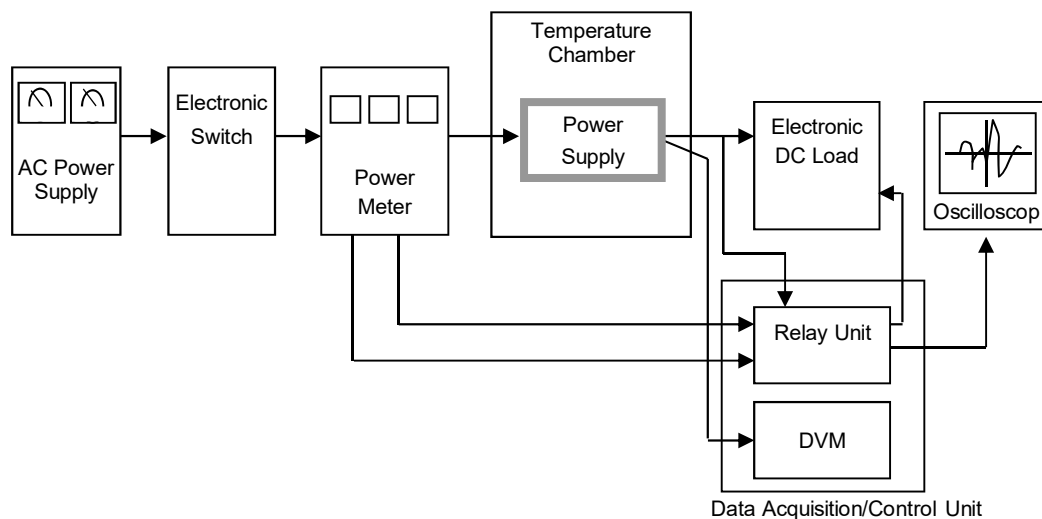 Temperature
Chamber
AC Power
Supply
Electronic
Switch
Power
Meter
Power
Supply
Electronic
DC Load
Oscilloscop
Relay Unit
DVM
Data Acquisition/Control Unit